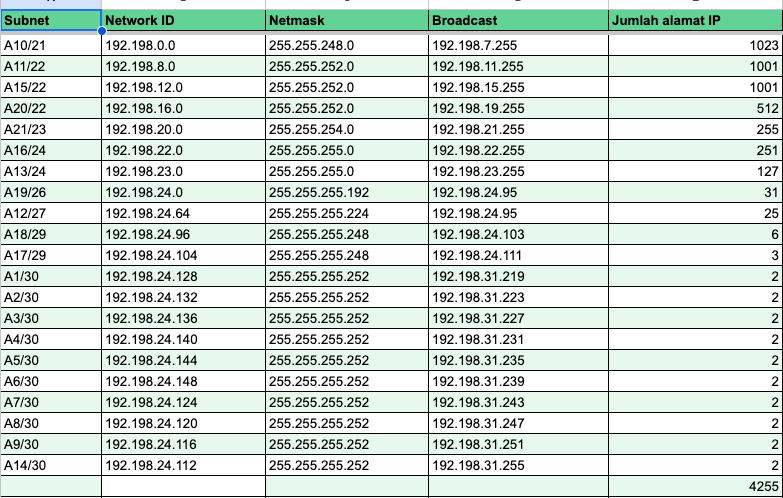 Subnet Network ID Netmask Broadcast Jumlah alamat IP
A10/21 192.198.0.0 255.255.248.0 192.198.7.255 1023
A11/22 192.198.8.0 255.255.252.0 192.198.11.255 1001
A15/22 192.198.12.0 255.255.252.0 192.198.15.255 1001
A20/22 192.198.16.0 255.255.252.0 192.198.19.255 512
A21/23 192.198.20.0 255.255.254.0 192.198.21.255 255
A16/24 192.198.22.0 255.255.255.0 192.198.22.255 251
A13/24 192.198.23.0 255.255.255.0 192.198.23.255 127
A19/26 192.198.24.0 255.255.255.192 192.198.24.95 31
A12/27 192.198.24.64 255.255.255.224 192.198.24.95 25
A18/29 192.198.24.96 255.255.255.248 192.198.24.103 6
A17/29 192.198.24.104 255.255.255.248 192.198.24.111 3
A1/30 192.198.24.128 255.255.255.252 192.198.31.219 2
A2/30 192.198.24.132 255.255.255.252 192.198.31.223 2
A3/30 192.198.24.136 255.255.255.252 192.198.31.227 2
A4/30 192.198.24.140 255.255.255.252 192.198.31.231 2
A5/30 192.198.24.144 255.255.255.252 192.198.31.235 2
A6/30 192.198.24.148 255.255.255.252 192.198.31.239 2
A7/30 192.198.24.124 255.255.255.252 192.198.31.243 2
A8/30 192.198.24.120 255.255.255.252 192.198.31.247 2
A9/30 192.198.24.116 255.255.255.252 192.198.31.251 2
A14/30 192.198.24.112 255.255.255.252 192.198.31.255 2
4255